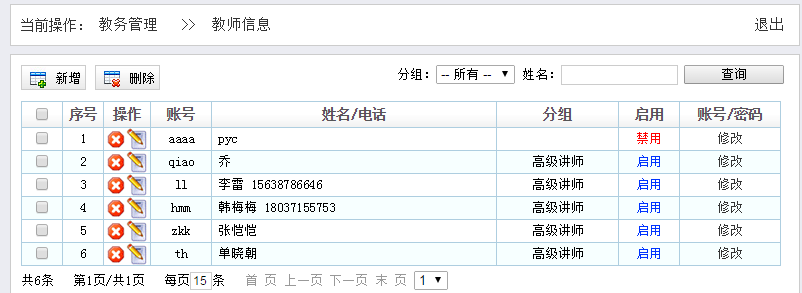 当前操作： 教务管理 >> 教师信息 退出
新增 删除 分组： -- 所有 -- 姓名： 查询
序号 操作 账号 姓名/电话 分组 启用 账号/密码
1 aaaa pyc 禁用 修改
2 qiao 乔 高级讲师 启用 修改
3 ll 李雷 15638786646 高级讲师 启用 修改
4 hmm 韩梅梅 18037155753 高级讲师 启用 修改
5 zkk 张恺恺 高级讲师 启用 修改
6 th 单晓朝 高级讲师 启用 修改
共6条 第1页/共1页 每页15条 首 页 上一页 下一页 末 页 1